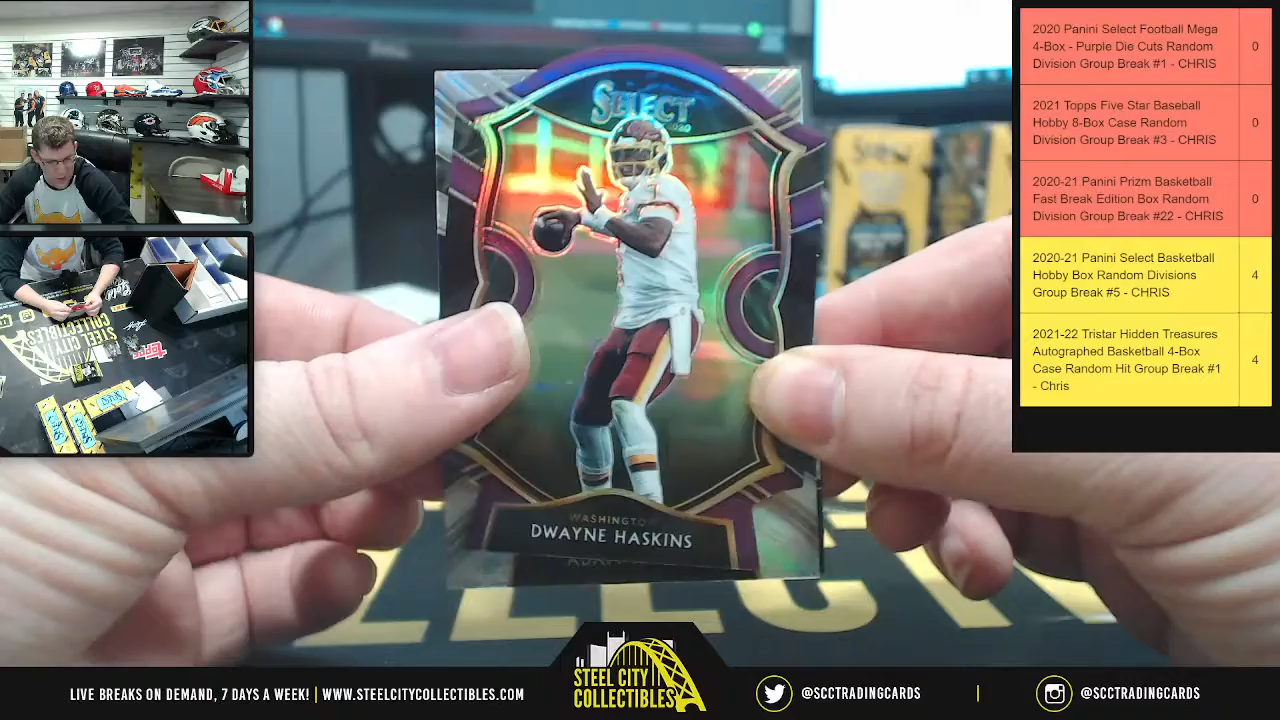 SELECT
2020
WASHINGTON
DWAYNE HASKINS
2020 Panini Select Football Mega
4-Box - Purple Die Cuts Random
Division Group Break #1 - CHRIS
0
2021 Topps Five Star Baseball
Hobby 8-Box Case Random
Division Group Break #3 - CHRIS
0
2020-21 Panini Prizm Basketball
Fast Break Edition Box Random
Division Group Break #22 - CHRIS
0
2020-21 Panini Select Basketball
Hobby Box Random Divisions
Group Break #5 - CHRIS
4
2021-22 Tristar Hidden Treasures
Autographed Basketball 4-Box
Case Random Hit Group Break #1
- Chris
4
STEEL CITY
COLLECTIBLES
topps
LIVE BREAKS ON DEMAND, 7 DAYS A WEEK! | WWW.STEELCITYCOLLECTIBLES.COM
STEEL CITY
COLLECTIBLES
@SCCTRADINGCARDS
|
@SCCTRADINGCARDS